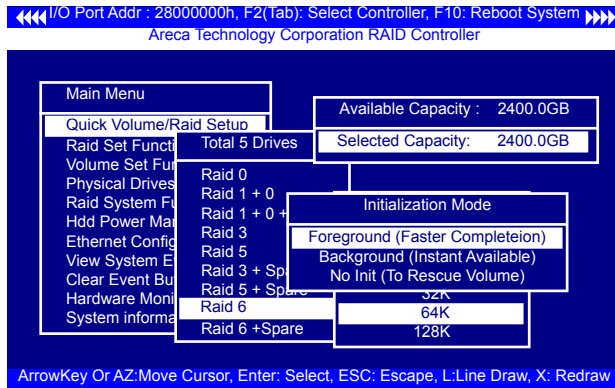 I/O Port Addr : 28000000h, F2(Tab): Select Controller, F10: Reboot System
Areca Technology Corporation RAID Controller
Main Menu
Quick Volume/Raid Setup
Raid Set Functi
Volume Set Fun
Physical Drives
Raid System Fu
Hdd Power Mar
Ethernet Config
View System E
Clear Event Bu
Hardware Moni
System informa
Total 5 Drives
Raid 0
Raid 1 + 0
Raid 1 + 0 +
Raid 3
Raid 5
Raid 3 + Spa
Raid 5 + Spare
Raid 6
Raid 6 +Spare
Available Capacity : 2400.0GB
Selected Capacity: 2400.0GB
Initialization Mode
Foreground (Faster Completeion)
Background (Instant Available)
No Init (To Rescue Volume)
32K
64K
128K
ArrowKey Or AZ:Move Cursor, Enter: Select, ESC: Escape, L:Line Draw, X: Redraw